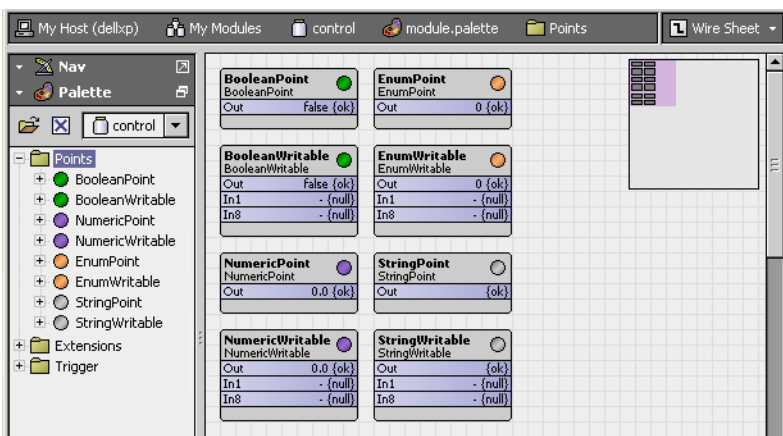 My Host (dellxp) My Modules control module.palette Points Wire Sheet
Nav
Palette
control
Points
BooleanPoint
BooleanWritable
NumericPoint
NumericWritable
EnumPoint
EnumWritable
StringPoint
StringWritable
Extensions
Trigger
BooleanPoint
BooleanPoint
Out false {ok}
EnumPoint
EnumPoint
Out 0 {ok}
BooleanWritable
BooleanWritable
Out false {ok}
In1 - {null}
In8 - {null}
EnumWritable
EnumWritable
Out 0 {ok}
In1 - {null}
In8 - {null}
NumericPoint
NumericPoint
Out 0.0 {ok}
StringPoint
StringPoint
Out {ok}
NumericWritable
NumericWritable
Out 0.0 {ok}
In1 - {null}
In8 - {null}
StringWritable
StringWritable
Out {ok}
In1 - {null}
In8 - {null}